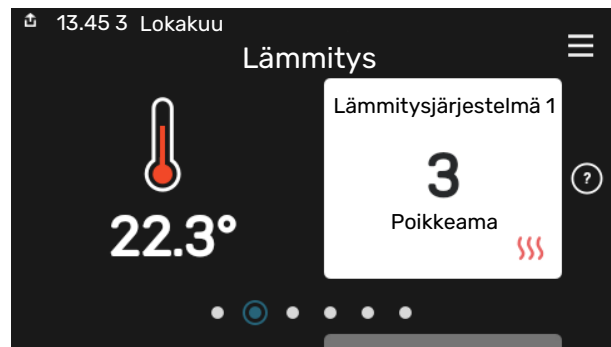 13.45 3 Lokakuu
Lämmitys
Lämmitysjärjestelmä 1
3
Poikkeama
22.3°
?